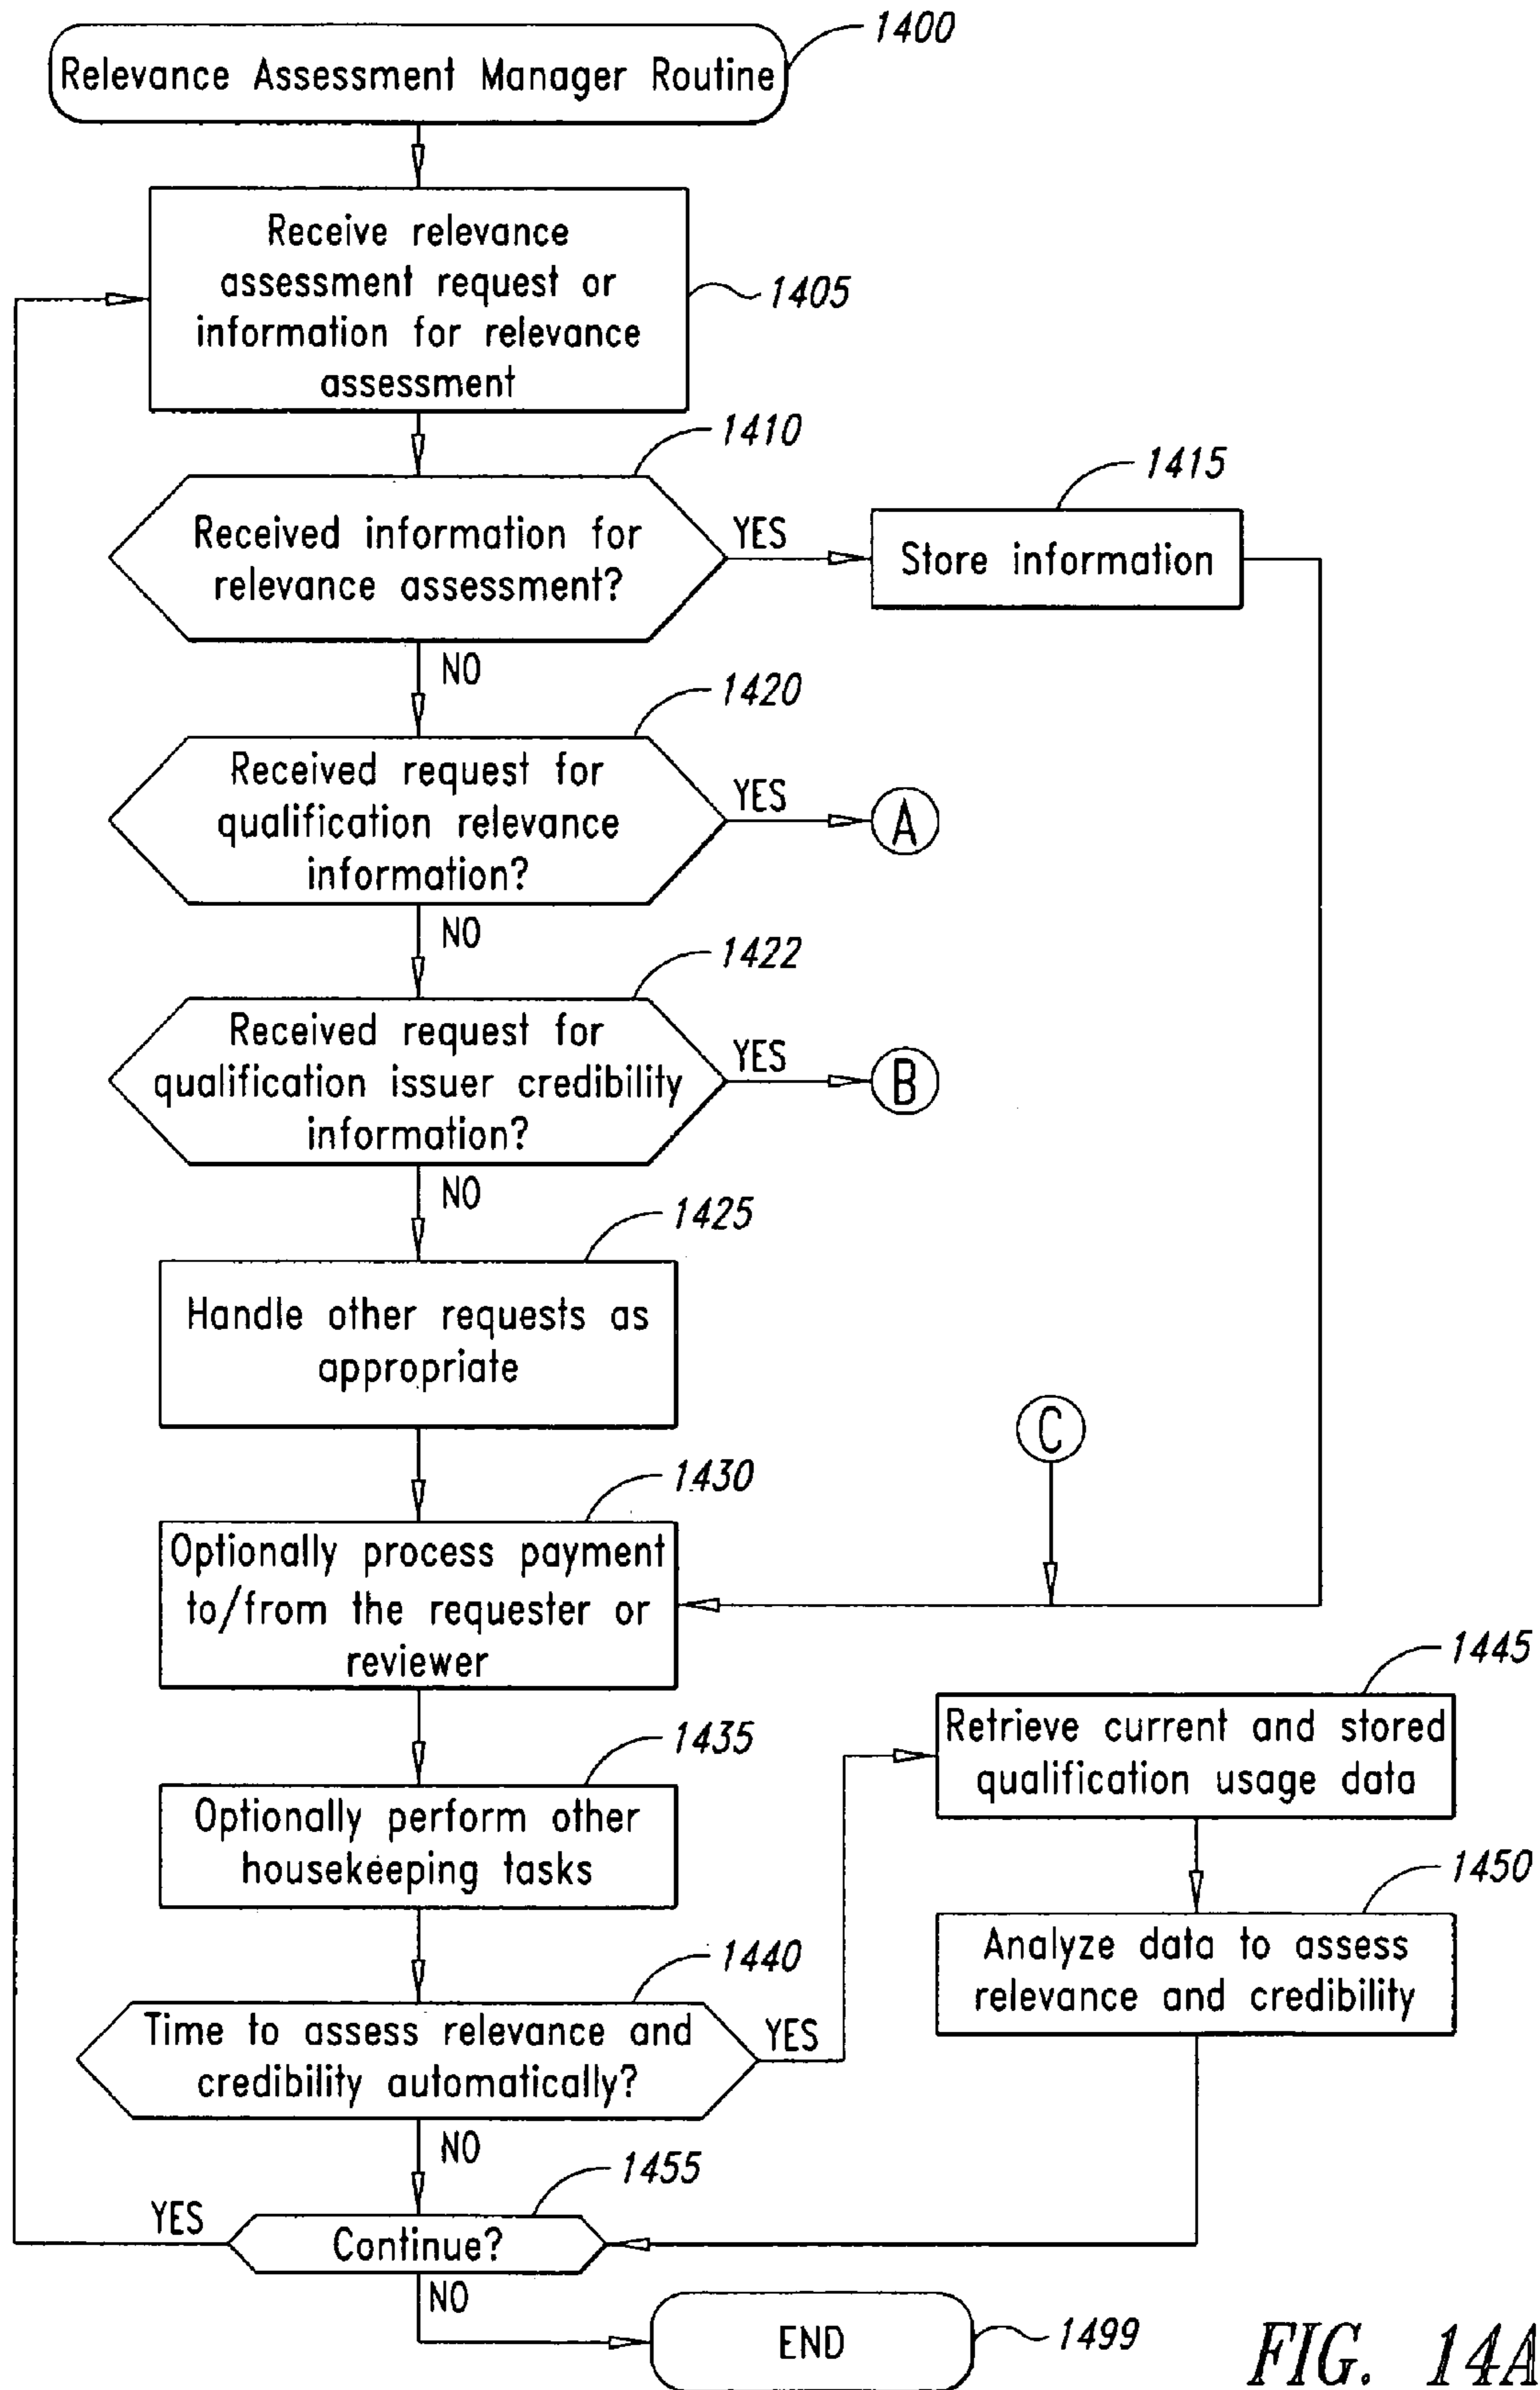 1400
Relevance Assessment Manager Routine
Receive relevance
assessment request or
information for relevance
assessment
1405
1410
Received information for
relevance assessment?
YES
1415
Store information
NO
1420
Received request for
qualification relevance
information?
YES
A
NO
1422
Received request for
qualification issuer credibility
information?
YES
B
NO
1425
Handle other requests as
appropriate
C
1430
Optionally process payment
to/from the requester or
reviewer
1435
Optionally perform other
housekeeping tasks
1445
Retrieve current and stored
qualification usage data
1450
Analyze data to assess
relevance and credibility
1440
Time to assess relevance and
credibility automatically?
YES
NO
1455
Continue?
YES
NO
END
1499
FIG. 14A